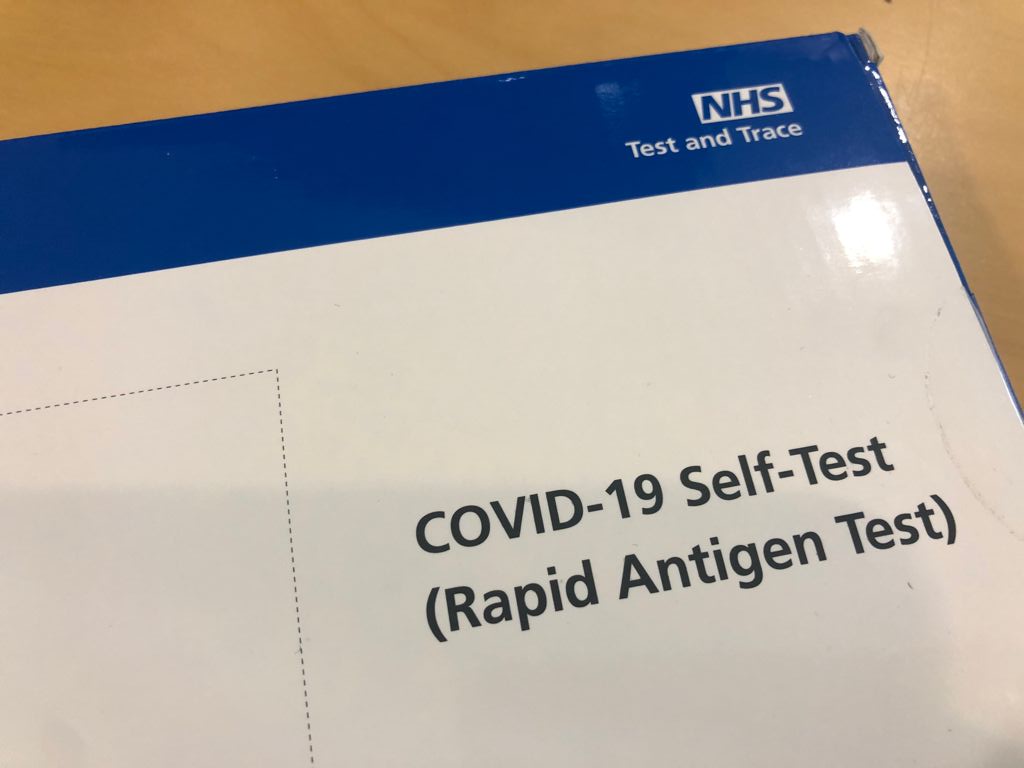 NHS
Test and Trace
COVID-19 Self-Test
(Rapid Antigen Test)